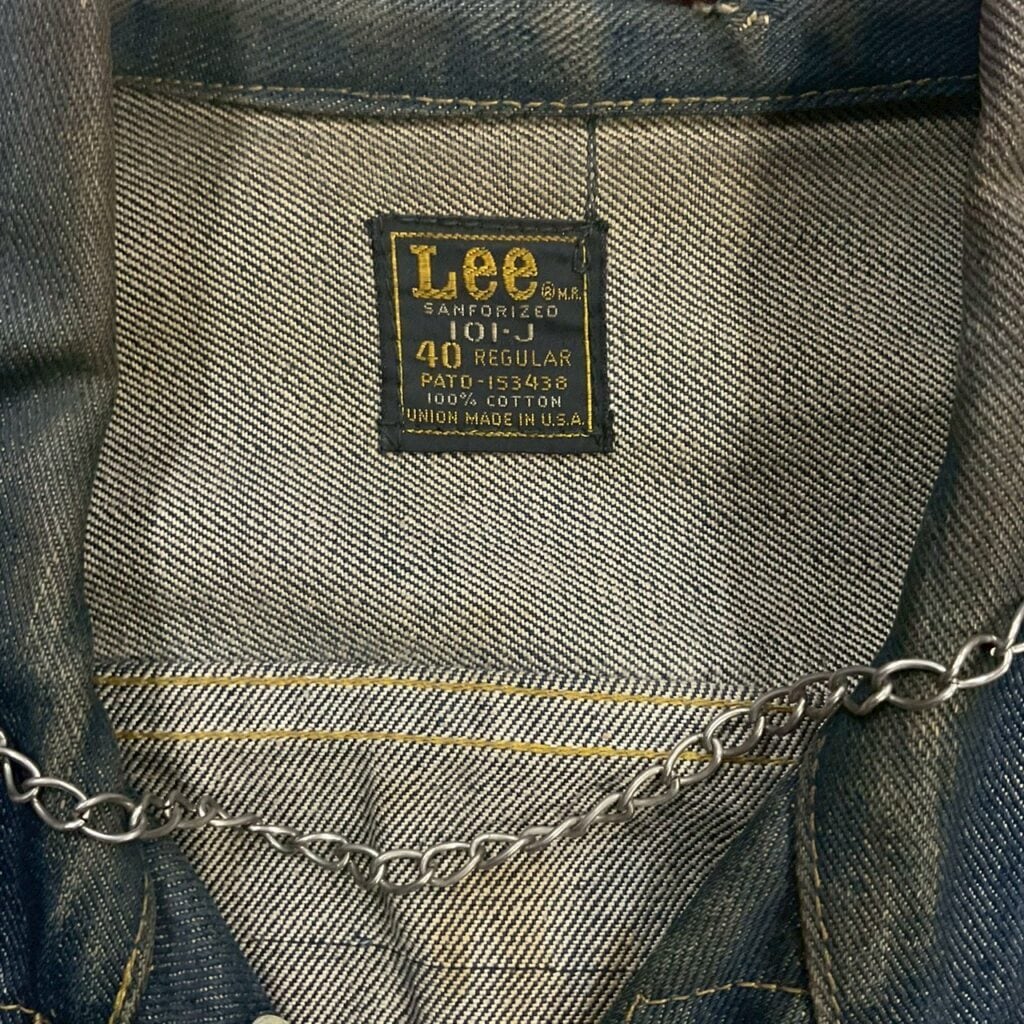 Lee ® M.R.
SANFORIZED
101-J
40 REGULAR
PATD-153438
100% COTTON
UNION MADE IN U.S.A.